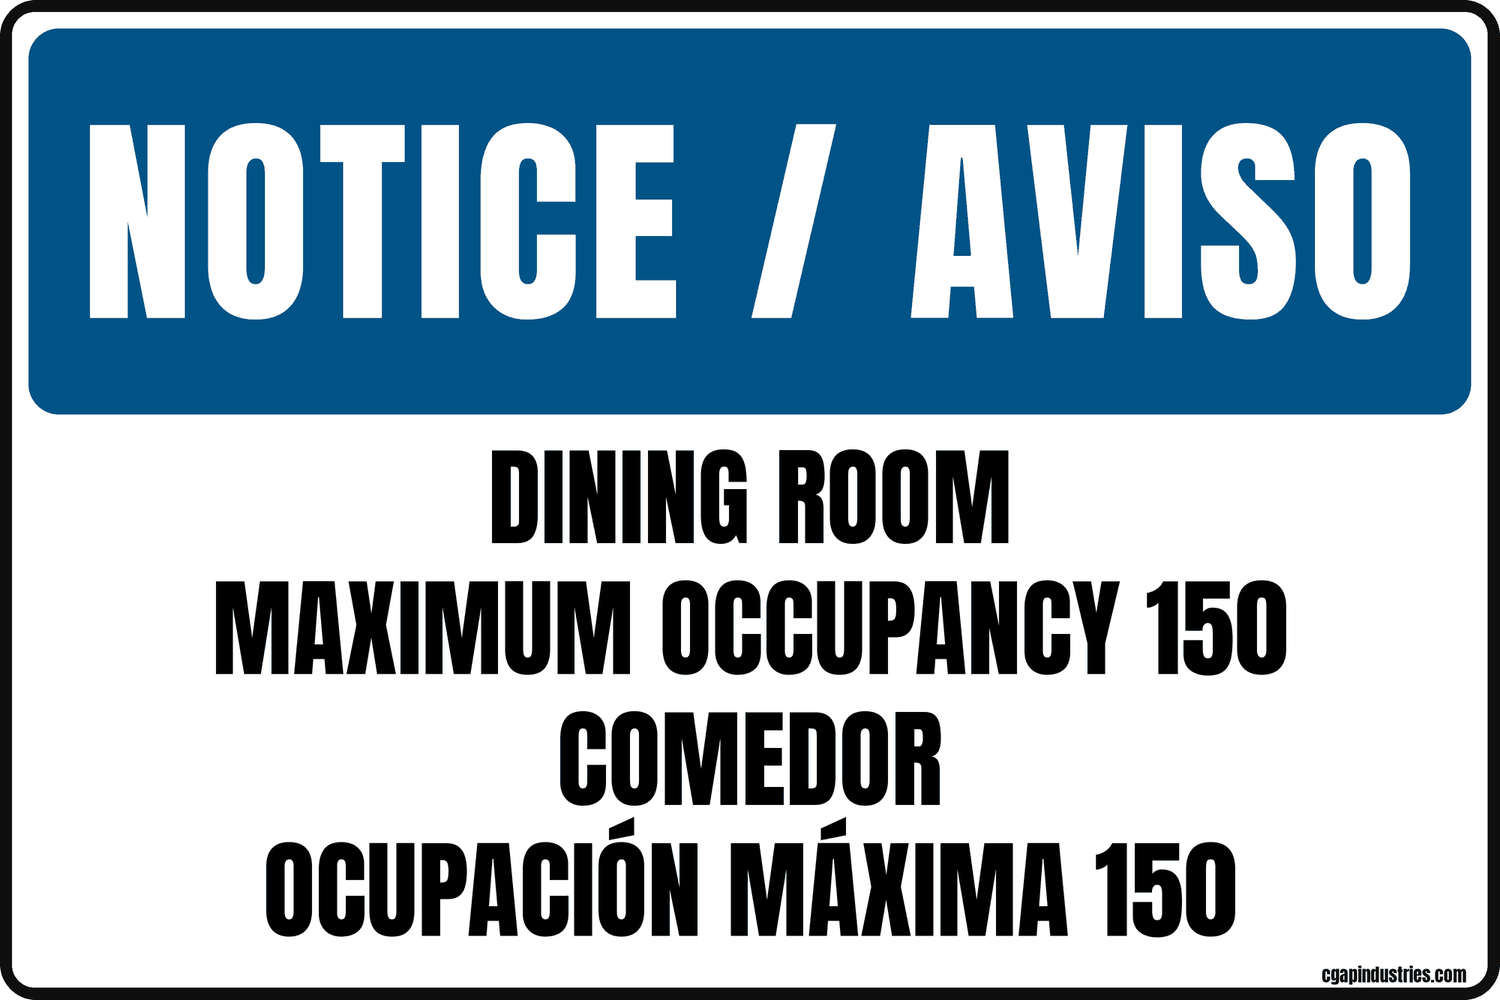 NOTICE / AVISO
DINING ROOM
MAXIMUM OCCUPANCY 150
COMEDOR
OCUPACIÓN MÁXIMA 150
cgapindustries.com